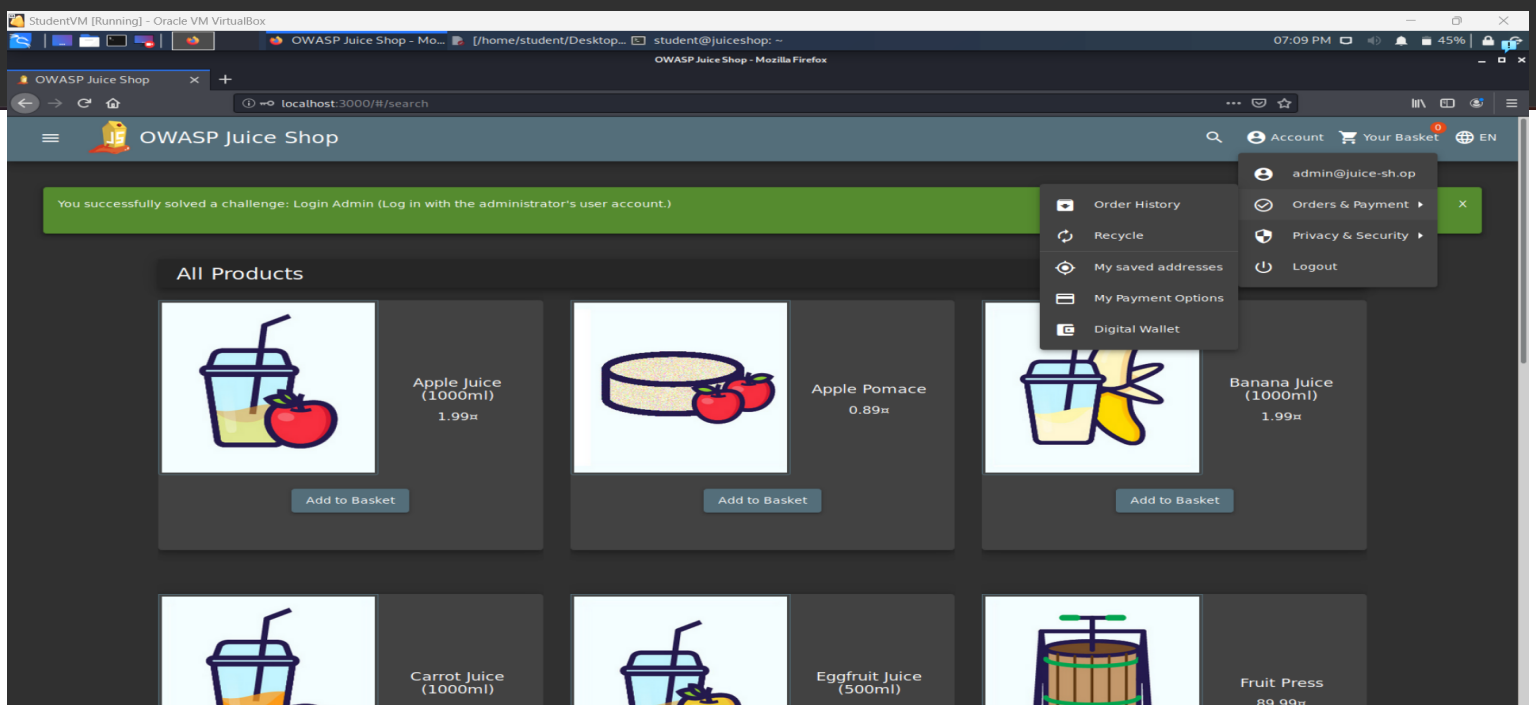 StudentVM [Running] - Oracle VM VirtualBox
OWASP Juice Shop - Mo... [/home/student/Desktop... student@juiceshop: ~ 07:09 PM 45%
OWASP Juice Shop - Mozilla Firefox
OWASP Juice Shop
localhost:3000/#/search
OWASP Juice Shop
Account
Your Basket
0
EN
admin@juice-sh.op
Orders & Payment
Privacy & Security
Logout
Order History
Recycle
My saved addresses
My Payment Options
Digital Wallet
You successfully solved a challenge: Login Admin (Log in with the administrator's user account.)
X
All Products
Apple Juice
(1000ml)
1.99¤
Add to Basket
Apple Pomace
0.89¤
Add to Basket
Banana Juice
(1000ml)
1.99¤
Add to Basket
Carrot Juice
(1000ml)
Eggfruit Juice
(500ml)
Fruit Press
89.99¤